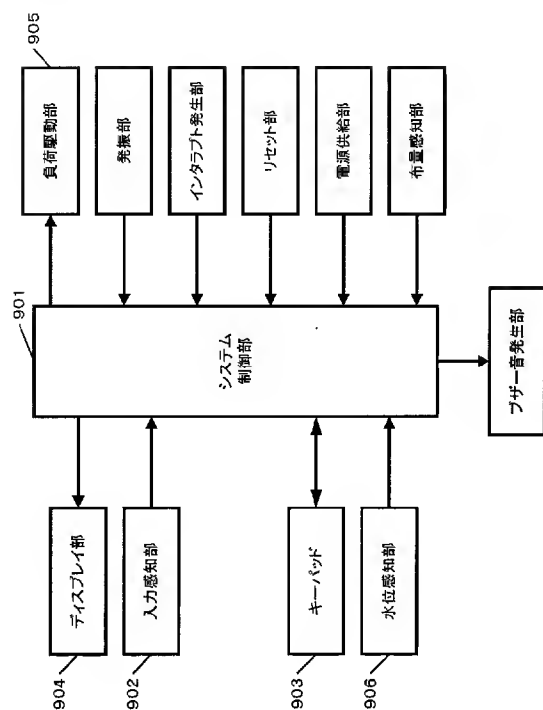 901
905
904
902
903
906
ディスプレイ部
入力感知部
キーパッド
水位感知部
システム
制御部
負荷駆動部
発振部
インタラプト発生部
リセット部
電源供給部
布量感知部
ブザー音発生部